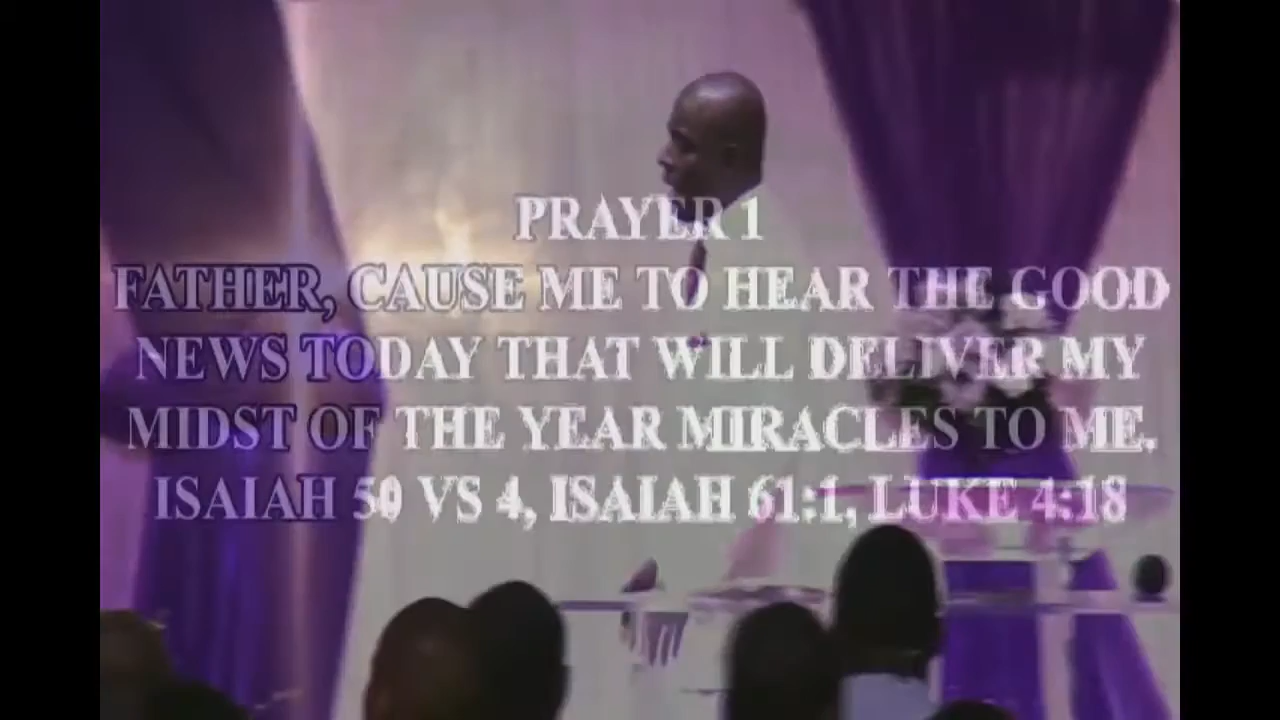 PRAYER 1
FATHER, CAUSE ME TO HEAR THE GOOD
NEWS TODAY THAT WILL DELIVER MY
MIDST OF THE YEAR MIRACLES TO ME.
ISAIAH 50 VS 4, ISAIAH 61:1, LUKE 4:18